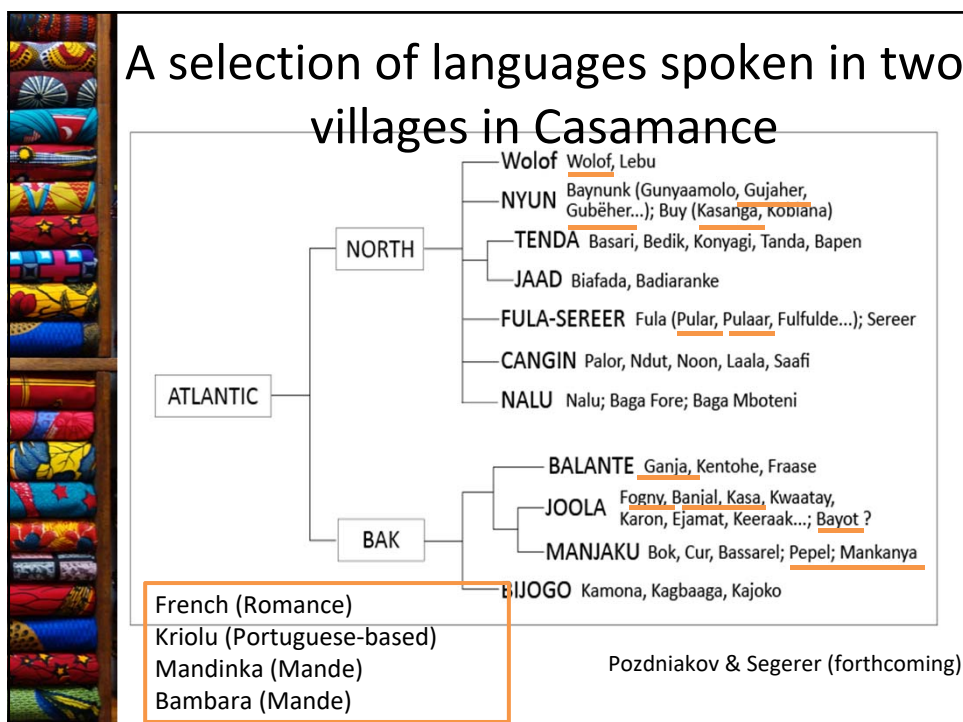 A selection of languages spoken in two
villages in Casamance
Wolof Wolof, Lebu
NYUN Baynunk (Gunyaamolo, Gujaher,
Gubëher...); Buy (Kasanga, Kobiana)
NORTH
TENDA Basari, Bedik, Konyagi, Tanda, Bapen
JAAD Biafada, Badiaranke
FULA-SEREER Fula (Pular, Pulaar, Fulfulde...); Sereer
CANGIN Palor, Ndut, Noon, Laala, Saafi
ATLANTIC
NALU Nalu; Baga Fore; Baga Mboteni
BALANTE Ganja, Kentohe, Fraase
JOOLA Fogny, Banjal, Kasa, Kwaatay,
Karon, Ejamat, Keeraak...; Bayot ?
BAK
MANJAKU Bok, Cur, Bassarel; Pepel; Mankanya
BIJOGO Kamona, Kagbaaga, Kajoko
French (Romance)
Kriolu (Portuguese-based)
Mandinka (Mande)
Bambara (Mande)
Pozdniakov & Segerer (forthcoming)